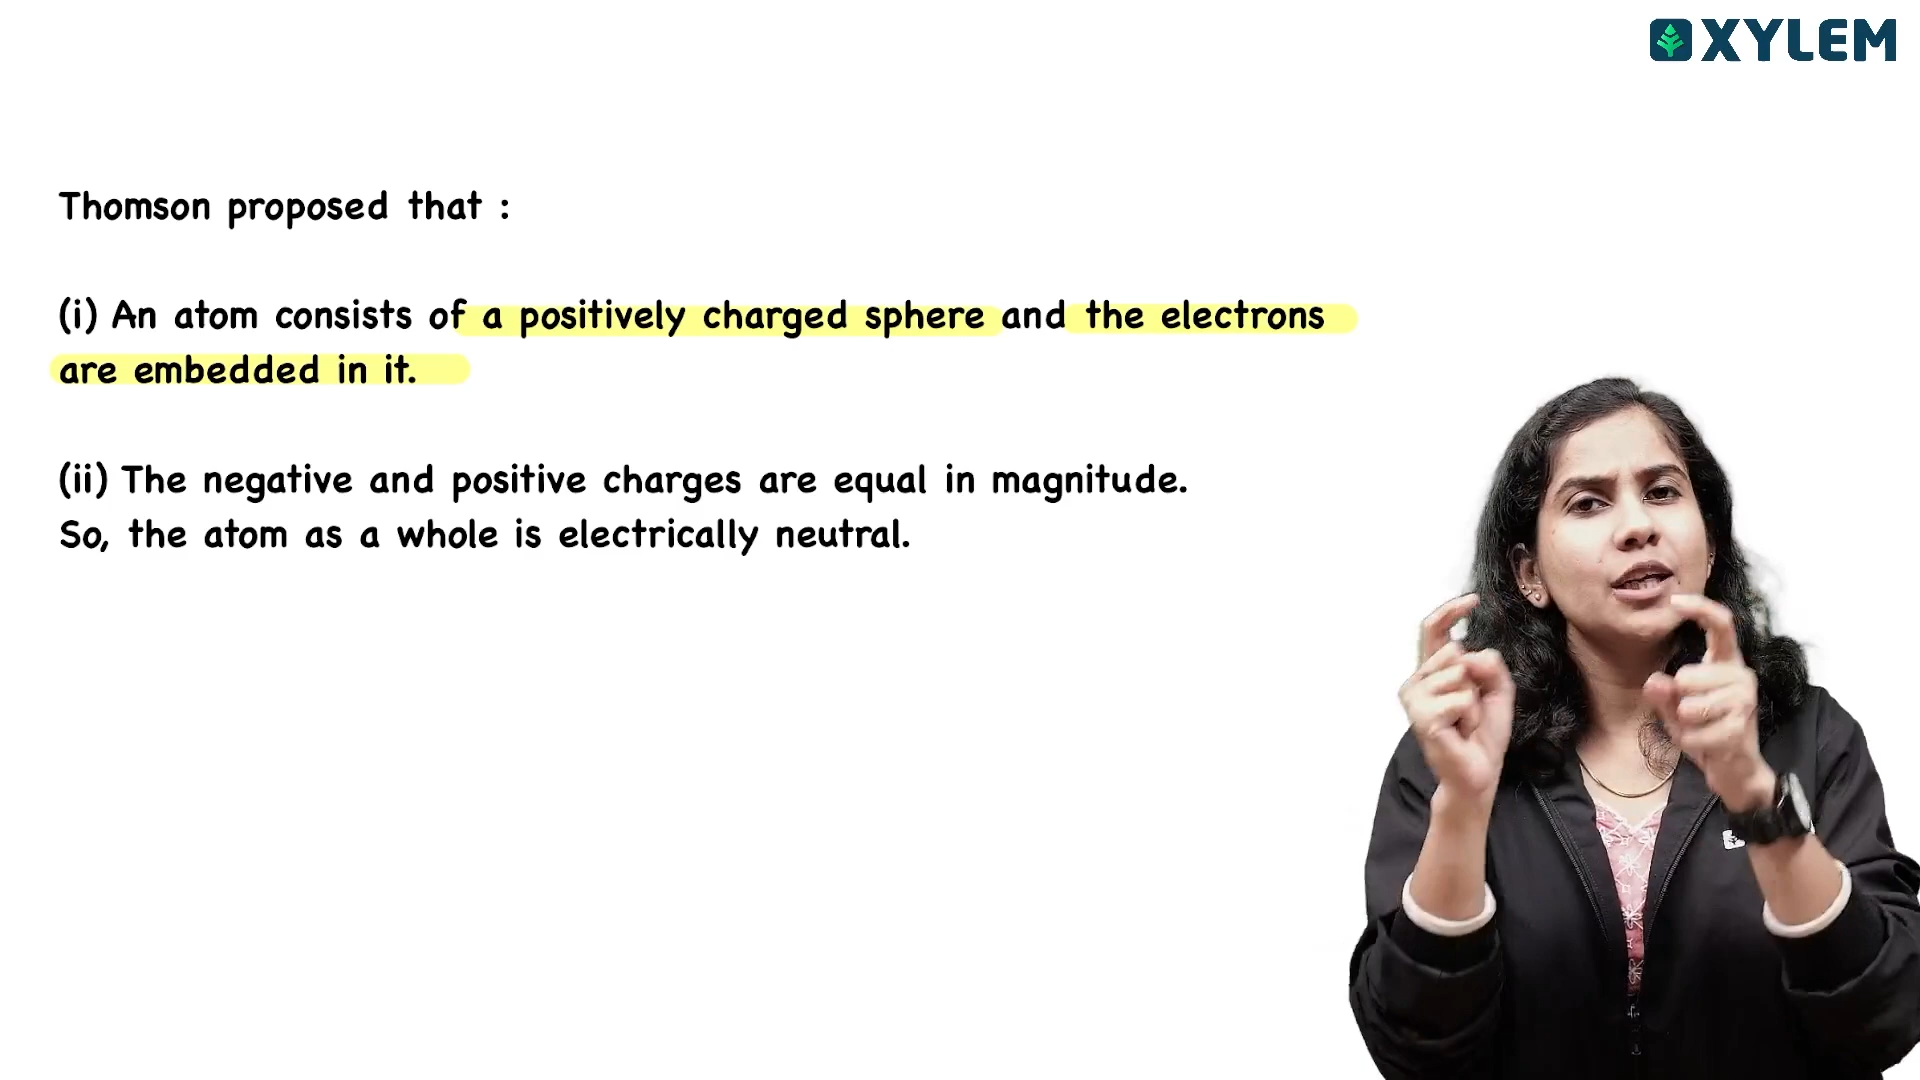 XYLEM
Thomson proposed that :
(i) An atom consists of a positively charged sphere and the electrons
are embedded in it.
(ii) The negative and positive charges are equal in magnitude.
So, the atom as a whole is electrically neutral.